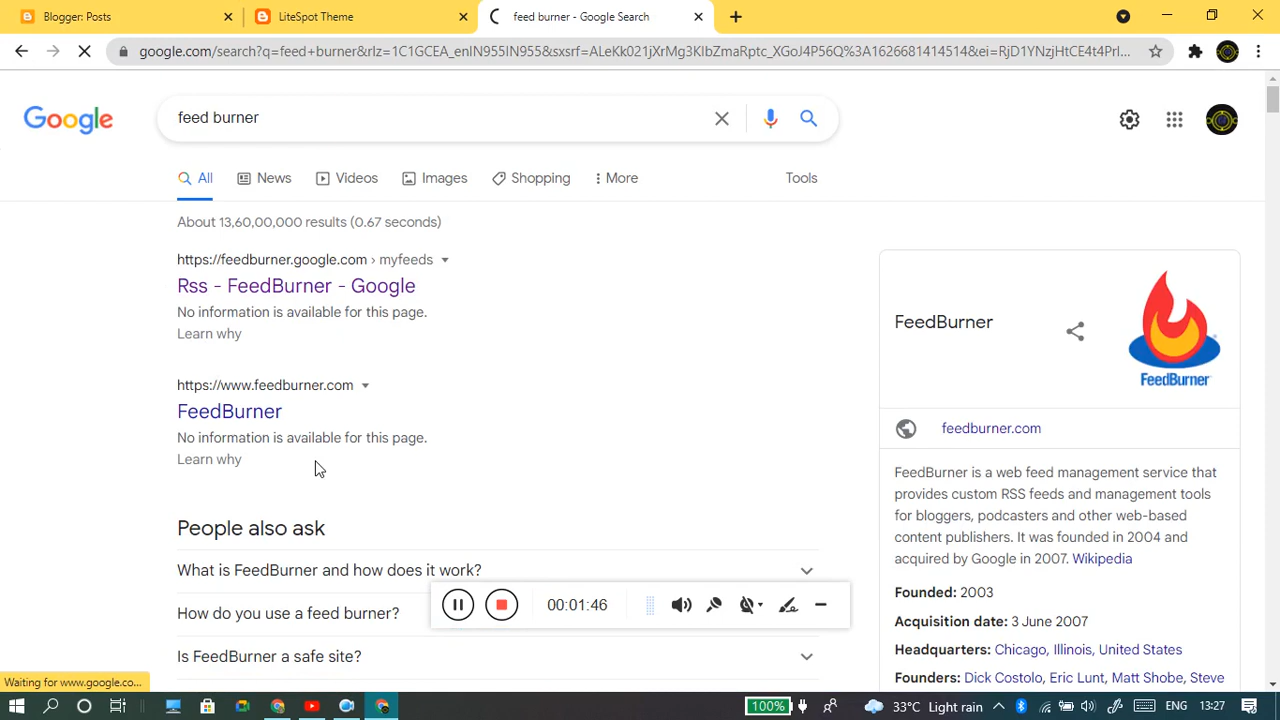 Blogger: Posts
LiteSpot Theme
feed burner - Google Search
google.com/search?q=feed+burner&rlz=1C1GCEA_enIN955IN955&sxsrf=ALeKk021jXrMg3KIbZmaRptc_XGoJ4P56Q%3A1626681414514&ei=RjD1YNzjHtCE4t4Prl...
Google
feed burner
All
News
Videos
Images
Shopping
More
Tools
About 13,60,00,000 results (0.67 seconds)
https://feedburner.google.com › myfeeds
Rss - FeedBurner - Google
No information is available for this page.
Learn why
https://www.feedburner.com
FeedBurner
No information is available for this page.
Learn why
People also ask
What is FeedBurner and how does it work?
How do you use a feed burner?
Is FeedBurner a safe site?
FeedBurner
FeedBurner
feedburner.com
FeedBurner is a web feed management service that
provides custom RSS feeds and management tools
for bloggers, podcasters and other web-based
content publishers. It was founded in 2004 and
acquired by Google in 2007. Wikipedia
Founded: 2003
Acquisition date: 3 June 2007
Headquarters: Chicago, Illinois, United States
Founders: Dick Costolo, Eric Lunt, Matt Shobe, Steve
00:01:46
Waiting for www.google.co...
100%
33°C Light rain
ENG
13:27